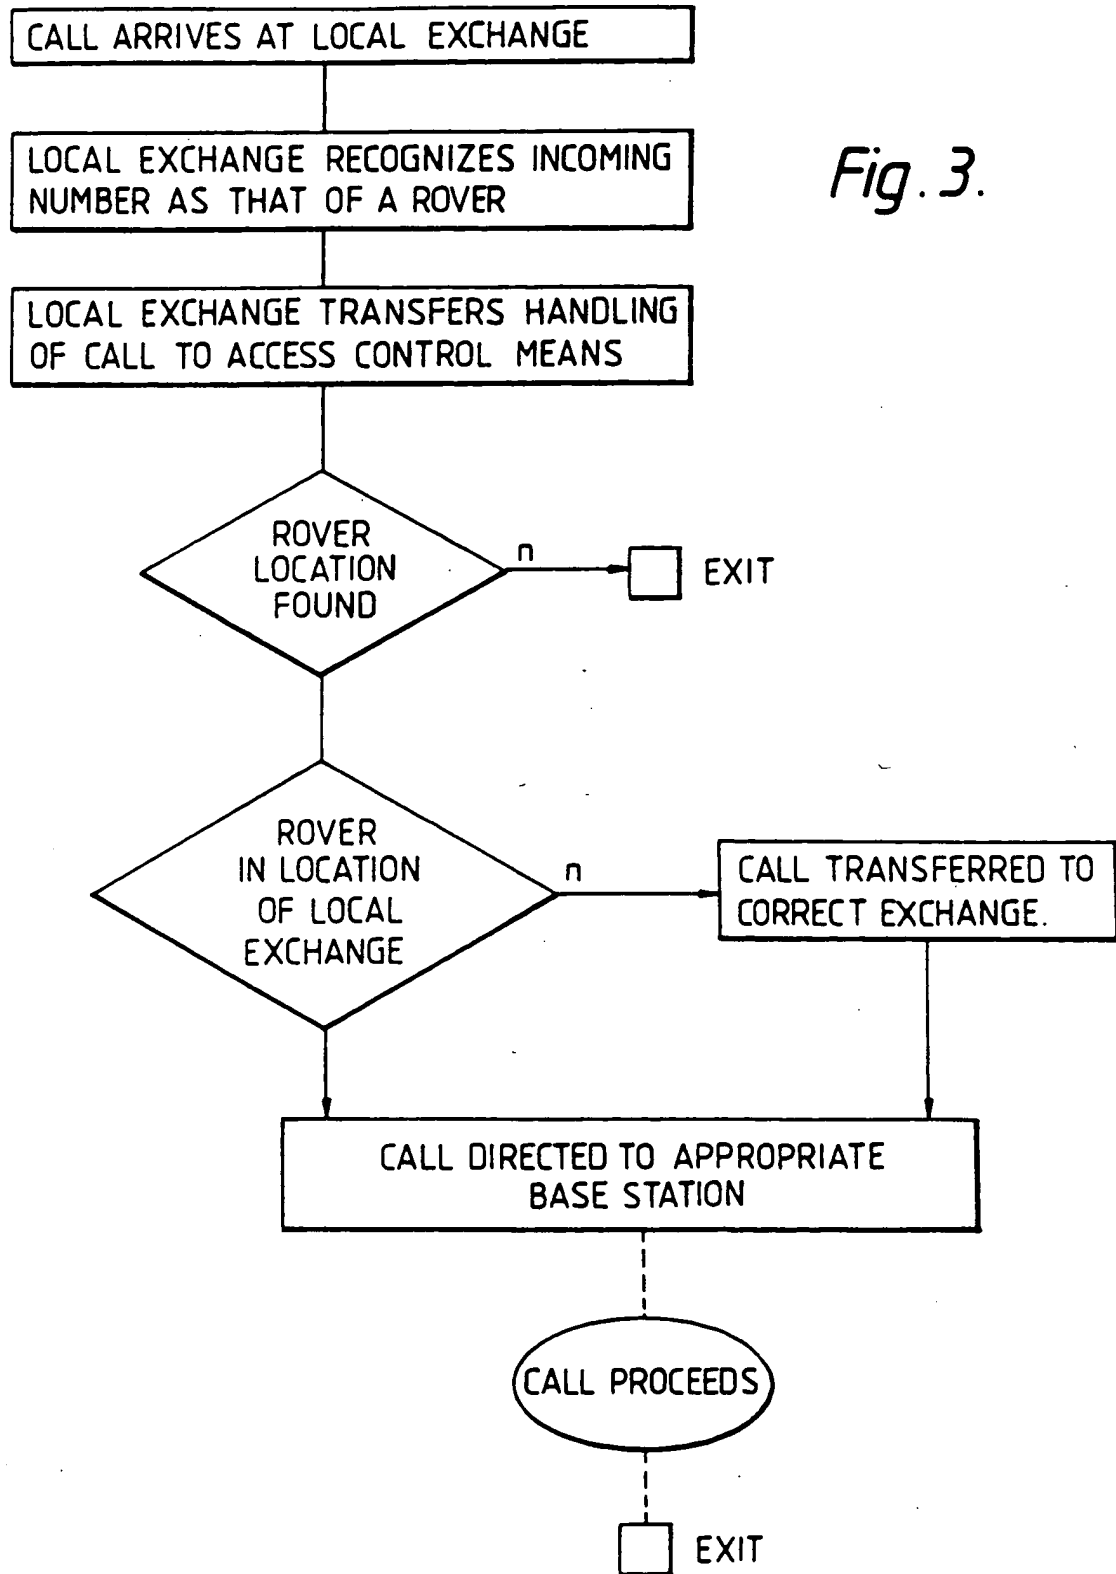 CALL ARRIVES AT LOCAL EXCHANGE
LOCAL EXCHANGE RECOGNIZES INCOMING
NUMBER AS THAT OF A ROVER
Fig. 3.
LOCAL EXCHANGE TRANSFERS HANDLING
OF CALL TO ACCESS CONTROL MEANS
ROVER
LOCATION
FOUND
n
EXIT
ROVER
IN LOCATION
OF LOCAL
EXCHANGE
n
CALL TRANSFERRED TO
CORRECT EXCHANGE.
CALL DIRECTED TO APPROPRIATE
BASE STATION
CALL PROCEEDS
EXIT